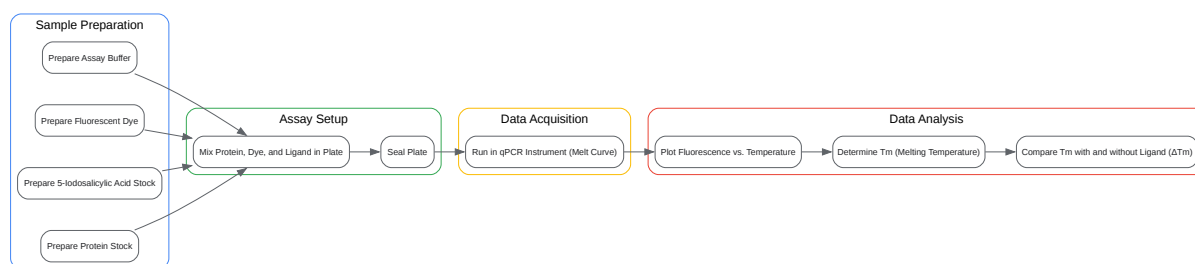 Sample Preparation
Prepare Assay Buffer
Prepare Fluorescent Dye
Prepare 5-Iodosalicylic Acid Stock
Prepare Protein Stock
Assay Setup
Mix Protein, Dye, and Ligand in Plate
Seal Plate
Data Acquisition
Run in qPCR Instrument (Melt Curve)
Data Analysis
Plot Fluorescence vs. Temperature
Determine Tm (Melting Temperature)
Compare Tm with and without Ligand (ΔTm)